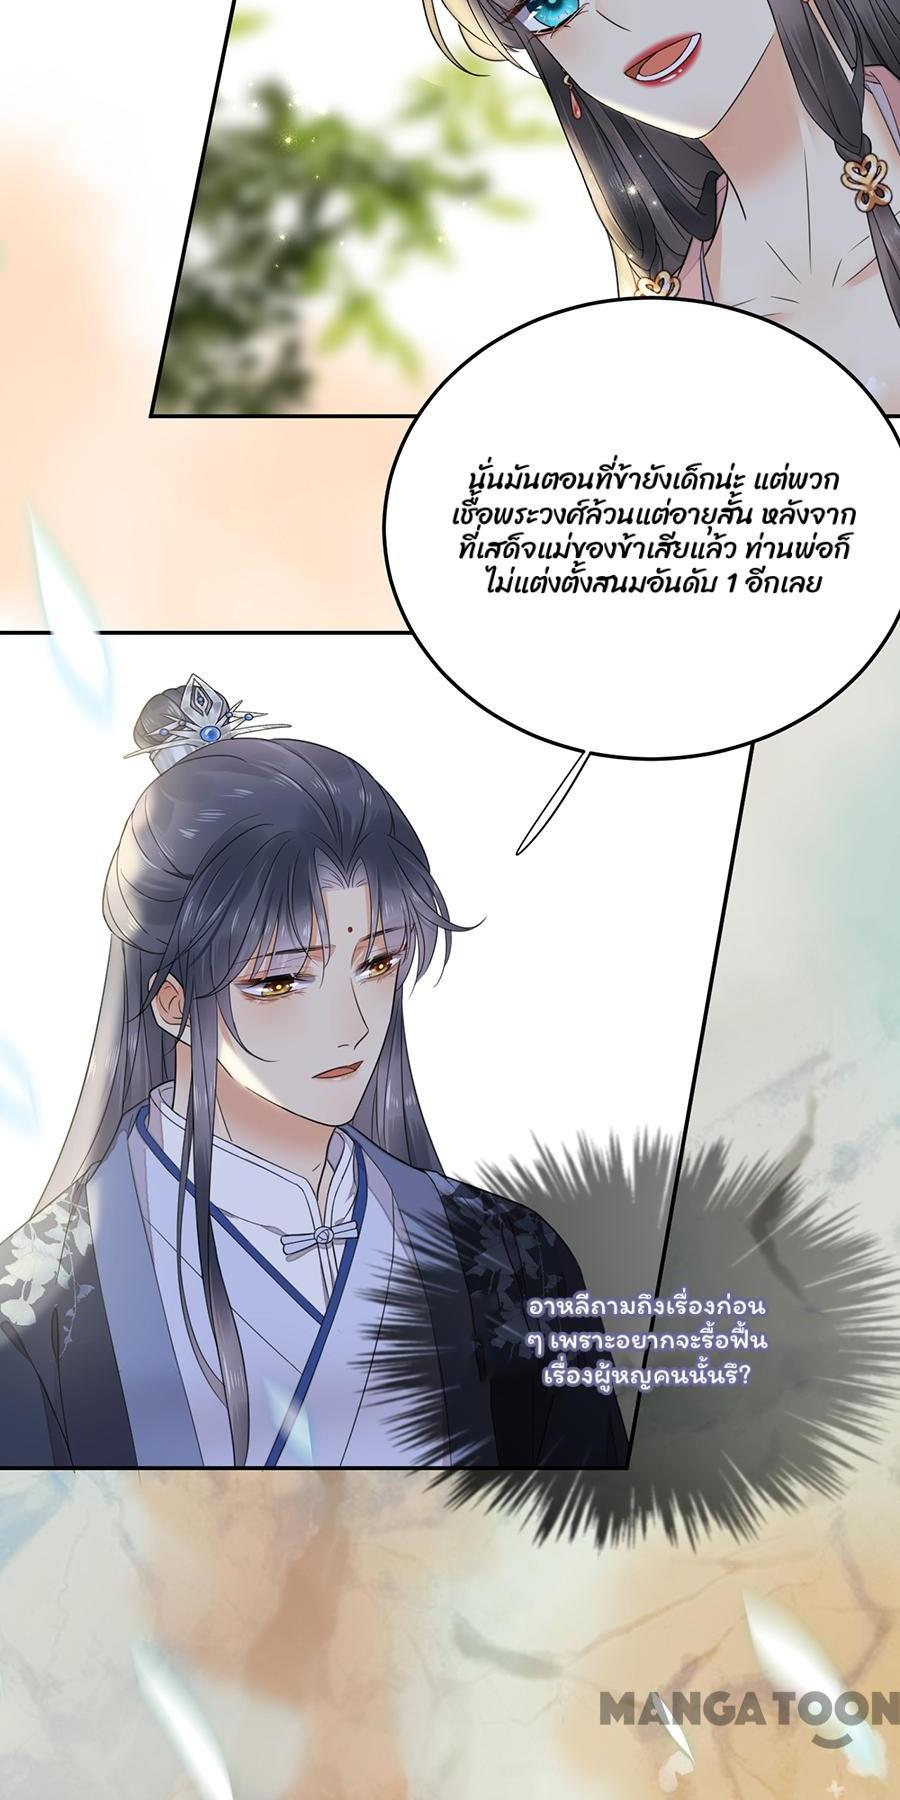 นั่นมันตอนที่ข้ายังเด็กน่ะ แต่พวก
เชื้อพระวงศ์ล้วนแต่อายุสั้น หลังจาก
ที่เสด็จแม่ของข้าเสียแล้ว ท่านพ่อก็
ไม่แต่งตั้งสนมอันดับ 1 อีกเลย
อาหลีถามถึงเรื่องก่อน
ๆ เพราะอยากจะรื้อฟื้น
เรื่องผู้หญคนนั้นรึ?
MANGA TOON